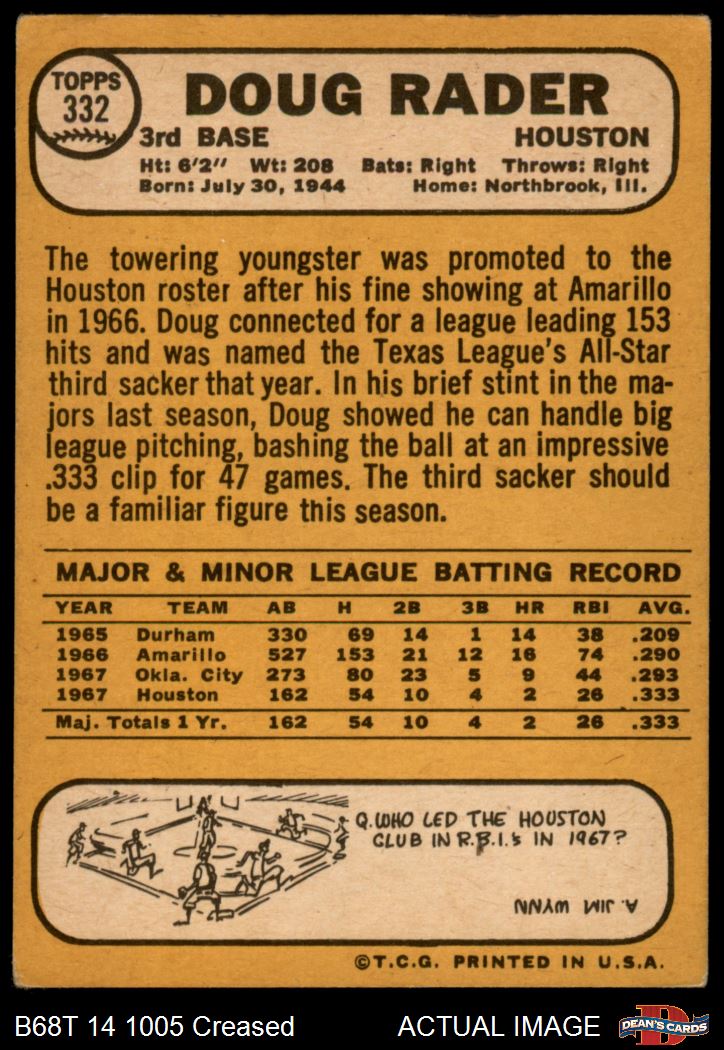 TOPPS
332
DOUG RADER
3rd BASE HOUSTON
Ht: 6'2" Wt: 208 Bats: Right Throws: Right
Born: July 30, 1944 Home: Northbrook, Ill.
The towering youngster was promoted to the
Houston roster after his fine showing at Amarillo
in 1966. Doug connected for a league leading 153
hits and was named the Texas League's All-Star
third sacker that year. In his brief stint in the ma-
jors last season, Doug showed he can handle big
league pitching, bashing the ball at an impressive
.333 clip for 47 games. The third sacker should
be a familiar figure this season.
MAJOR & MINOR LEAGUE BATTING RECORD
YEAR TEAM AB H 2B 3B HR RBI AVG.
1965 Durham 330 69 14 1 14 38 .209
1966 Amarillo 527 153 21 12 16 74 .290
1967 Okla. City 273 80 23 5 9 44 .293
1967 Houston 162 54 10 4 2 26 .333
Maj. Totals 1 Yr. 162 54 10 4 2 26 .333
Q. WHO LED THE HOUSTON
CLUB IN R.B.I.'s IN 1967?
A. JIM WYNN
©T.C.G. PRINTED IN U.S.A.
B68T 14 1005 Creased ACTUAL IMAGE
D
DEAN'S CARDS